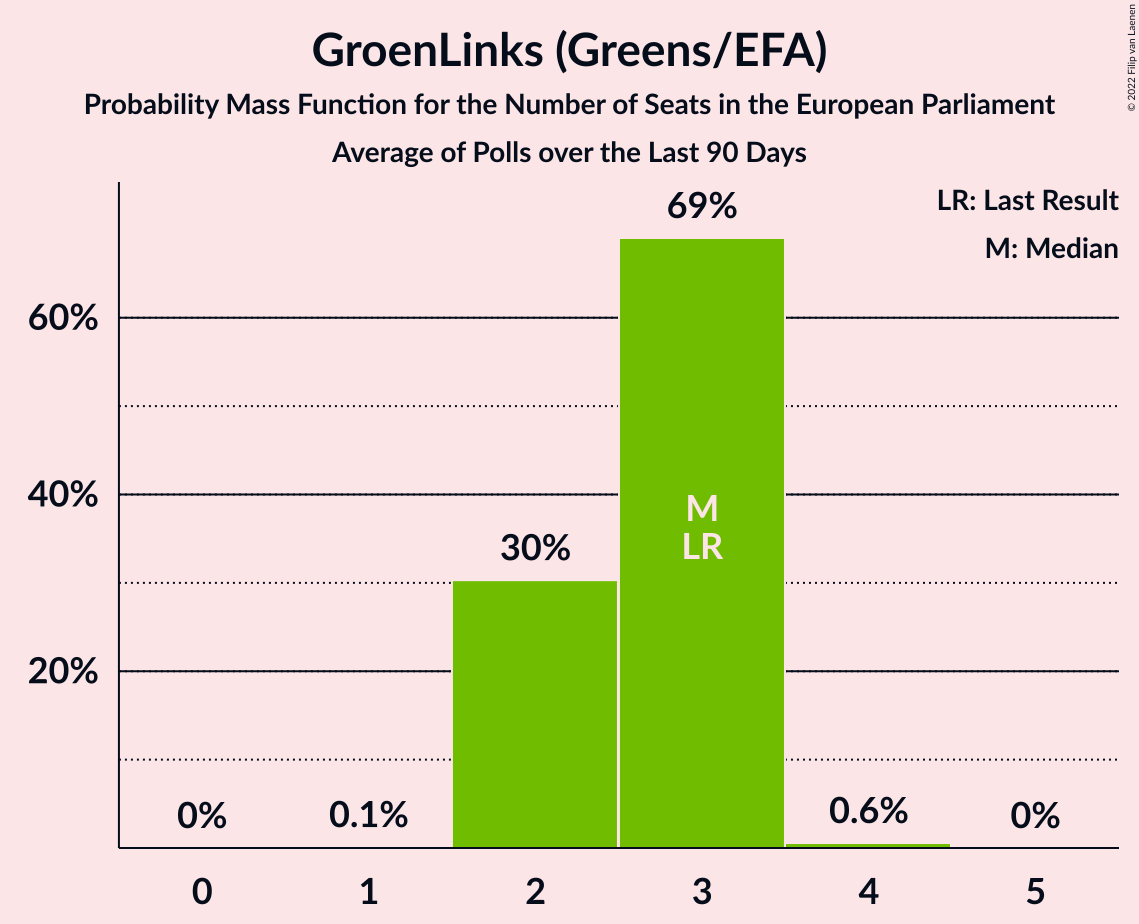 GroenLinks (Greens/EFA)
Probability Mass Function for the Number of Seats in the European Parliament
Average of Polls over the Last 90 Days
© 2022 Filip van Laenen
LR: Last Result
M: Median
60%
40%
20%
0%
0.1%
30%
69%
M
LR
0.6%
0%
0
1
2
3
4
5